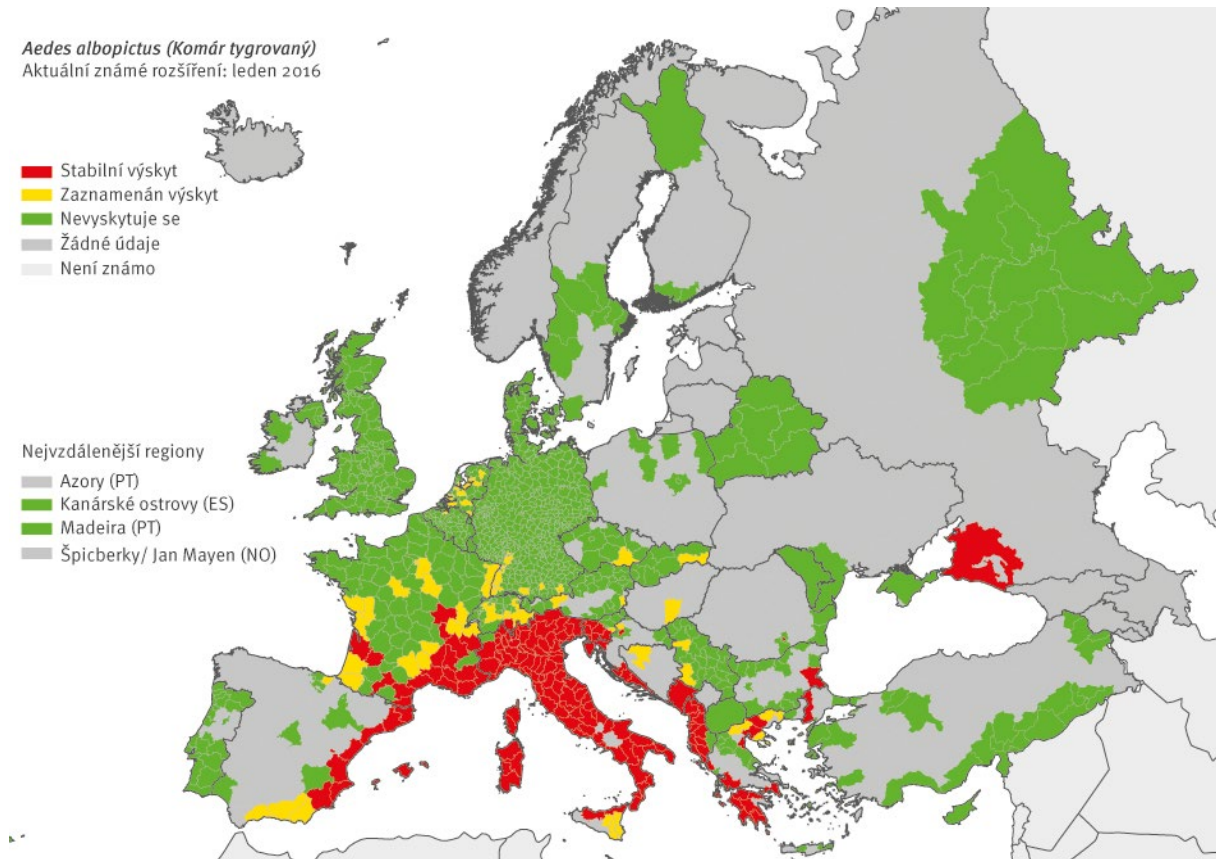 Aedes albopictus (Komár tygrovaný)
Aktuální známé rozšíření: leden 2016
Stabilní výskyt
Zaznamenán výskyt
Nevyskytuje se
Žádné údaje
Není známo
Nejvzdálenější regiony
Azory (PT)
Kanárské ostrovy (ES)
Madeira (PT)
Špicberky/ Jan Mayen (NO)